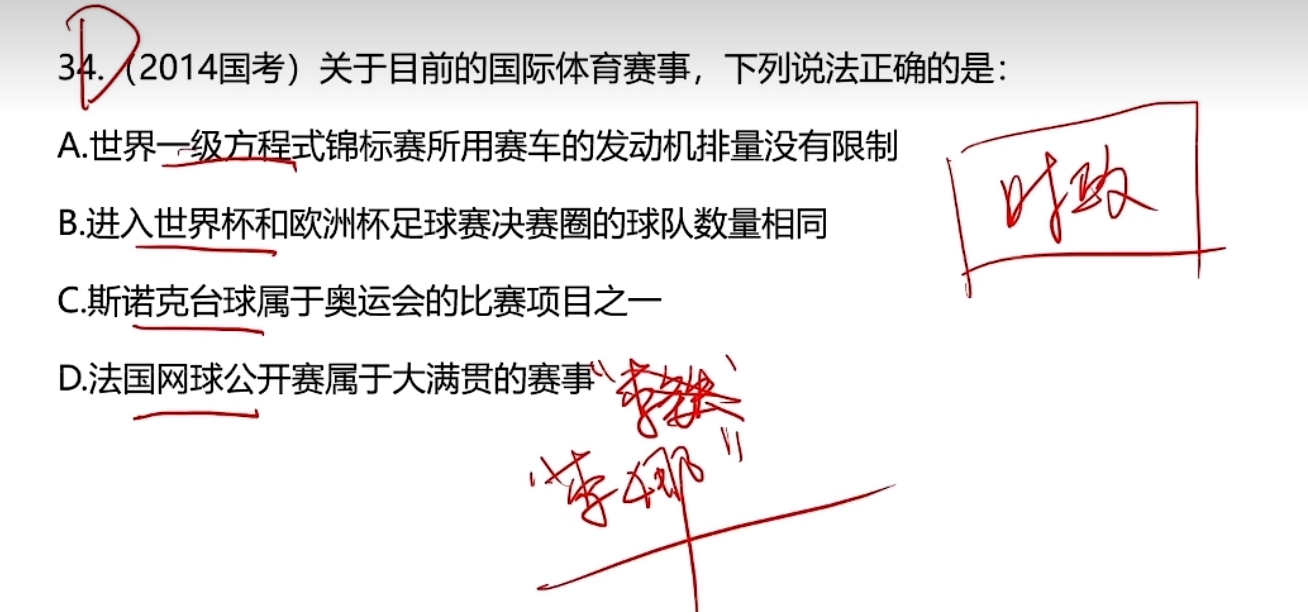 D
34.（2014国考）关于目前的国际体育赛事，下列说法正确的是：
A.世界一级方程式锦标赛所用赛车的发动机排量没有限制
时政
B.进入世界杯和欧洲杯足球赛决赛圈的球队数量相同
C.斯诺克台球属于奥运会的比赛项目之一
D.法国网球公开赛属于大满贯的赛事
“李娜”